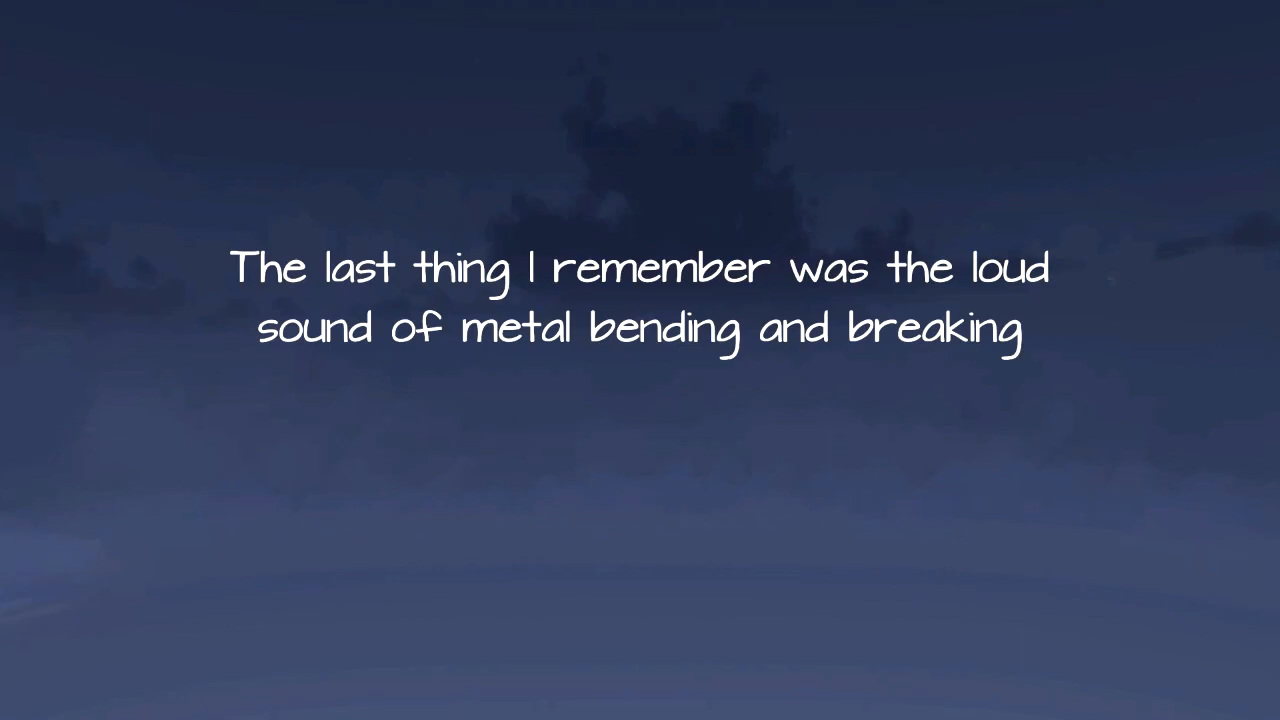 The last thing I remember was the loud
sound of metal bending and breaking